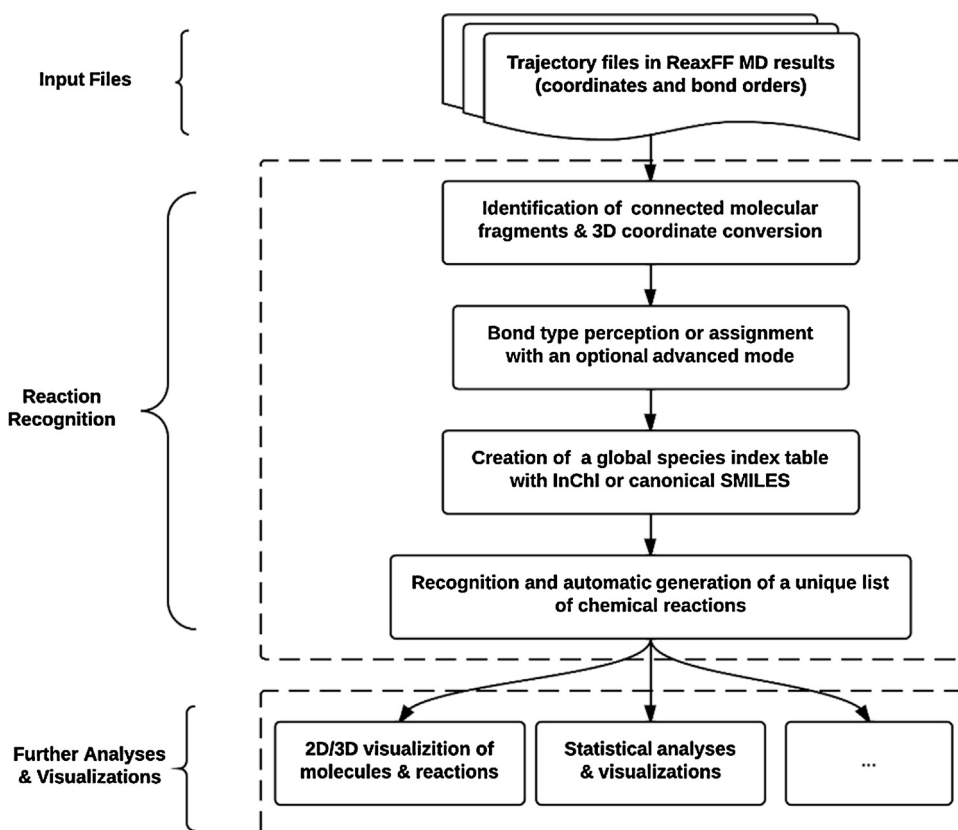 Input Files
Trajectory files in ReaxFF MD results
(coordinates and bond orders)
Reaction
Recognition
Identification of connected molecular
fragments & 3D coordinate conversion
Bond type perception or assignment
with an optional advanced mode
Creation of a global species index table
with InChI or canonical SMILES
Recognition and automatic generation of a unique list
of chemical reactions
Further Analyses
& Visualizations
2D/3D visualizition of
molecules & reactions
Statistical analyses
& visualizations
...